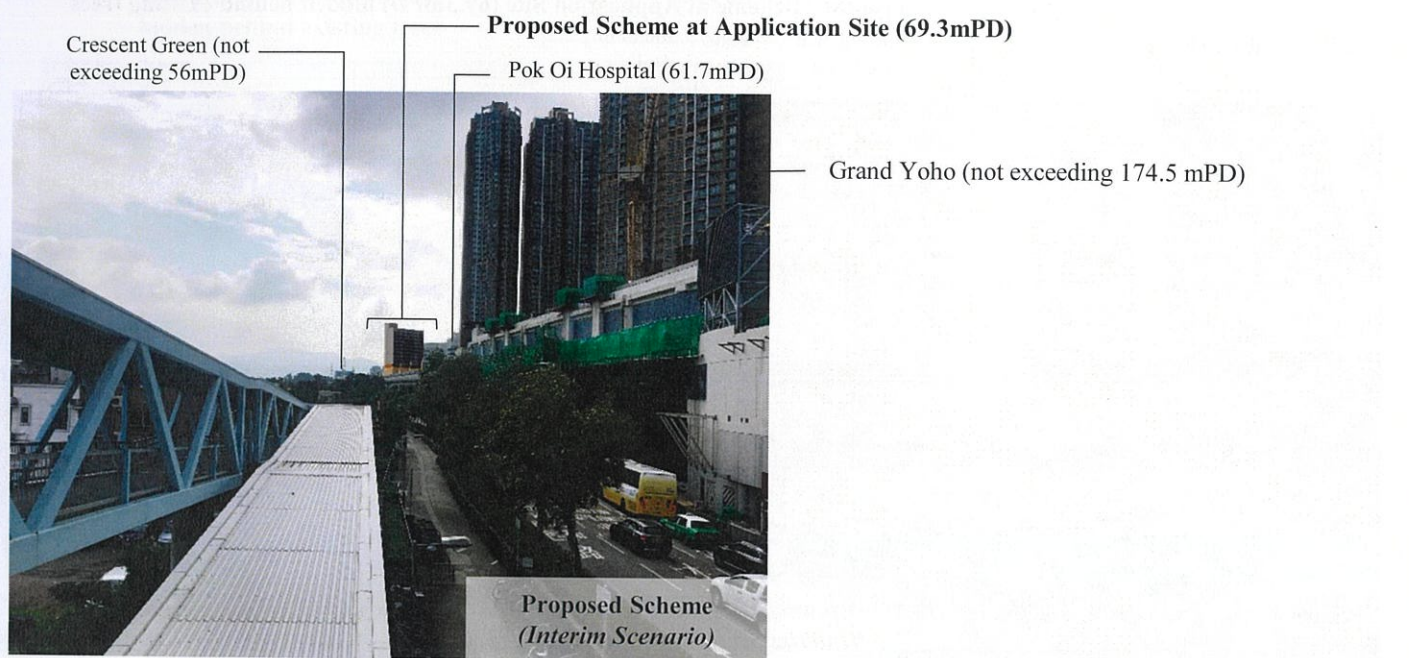 Proposed Scheme at Application Site (69.3mPD)
Crescent Green (not
exceeding 56mPD)
Pok Oi Hospital (61.7mPD)
Grand Yoho (not exceeding 174.5 mPD)
Proposed Scheme
(Interim Scenario)